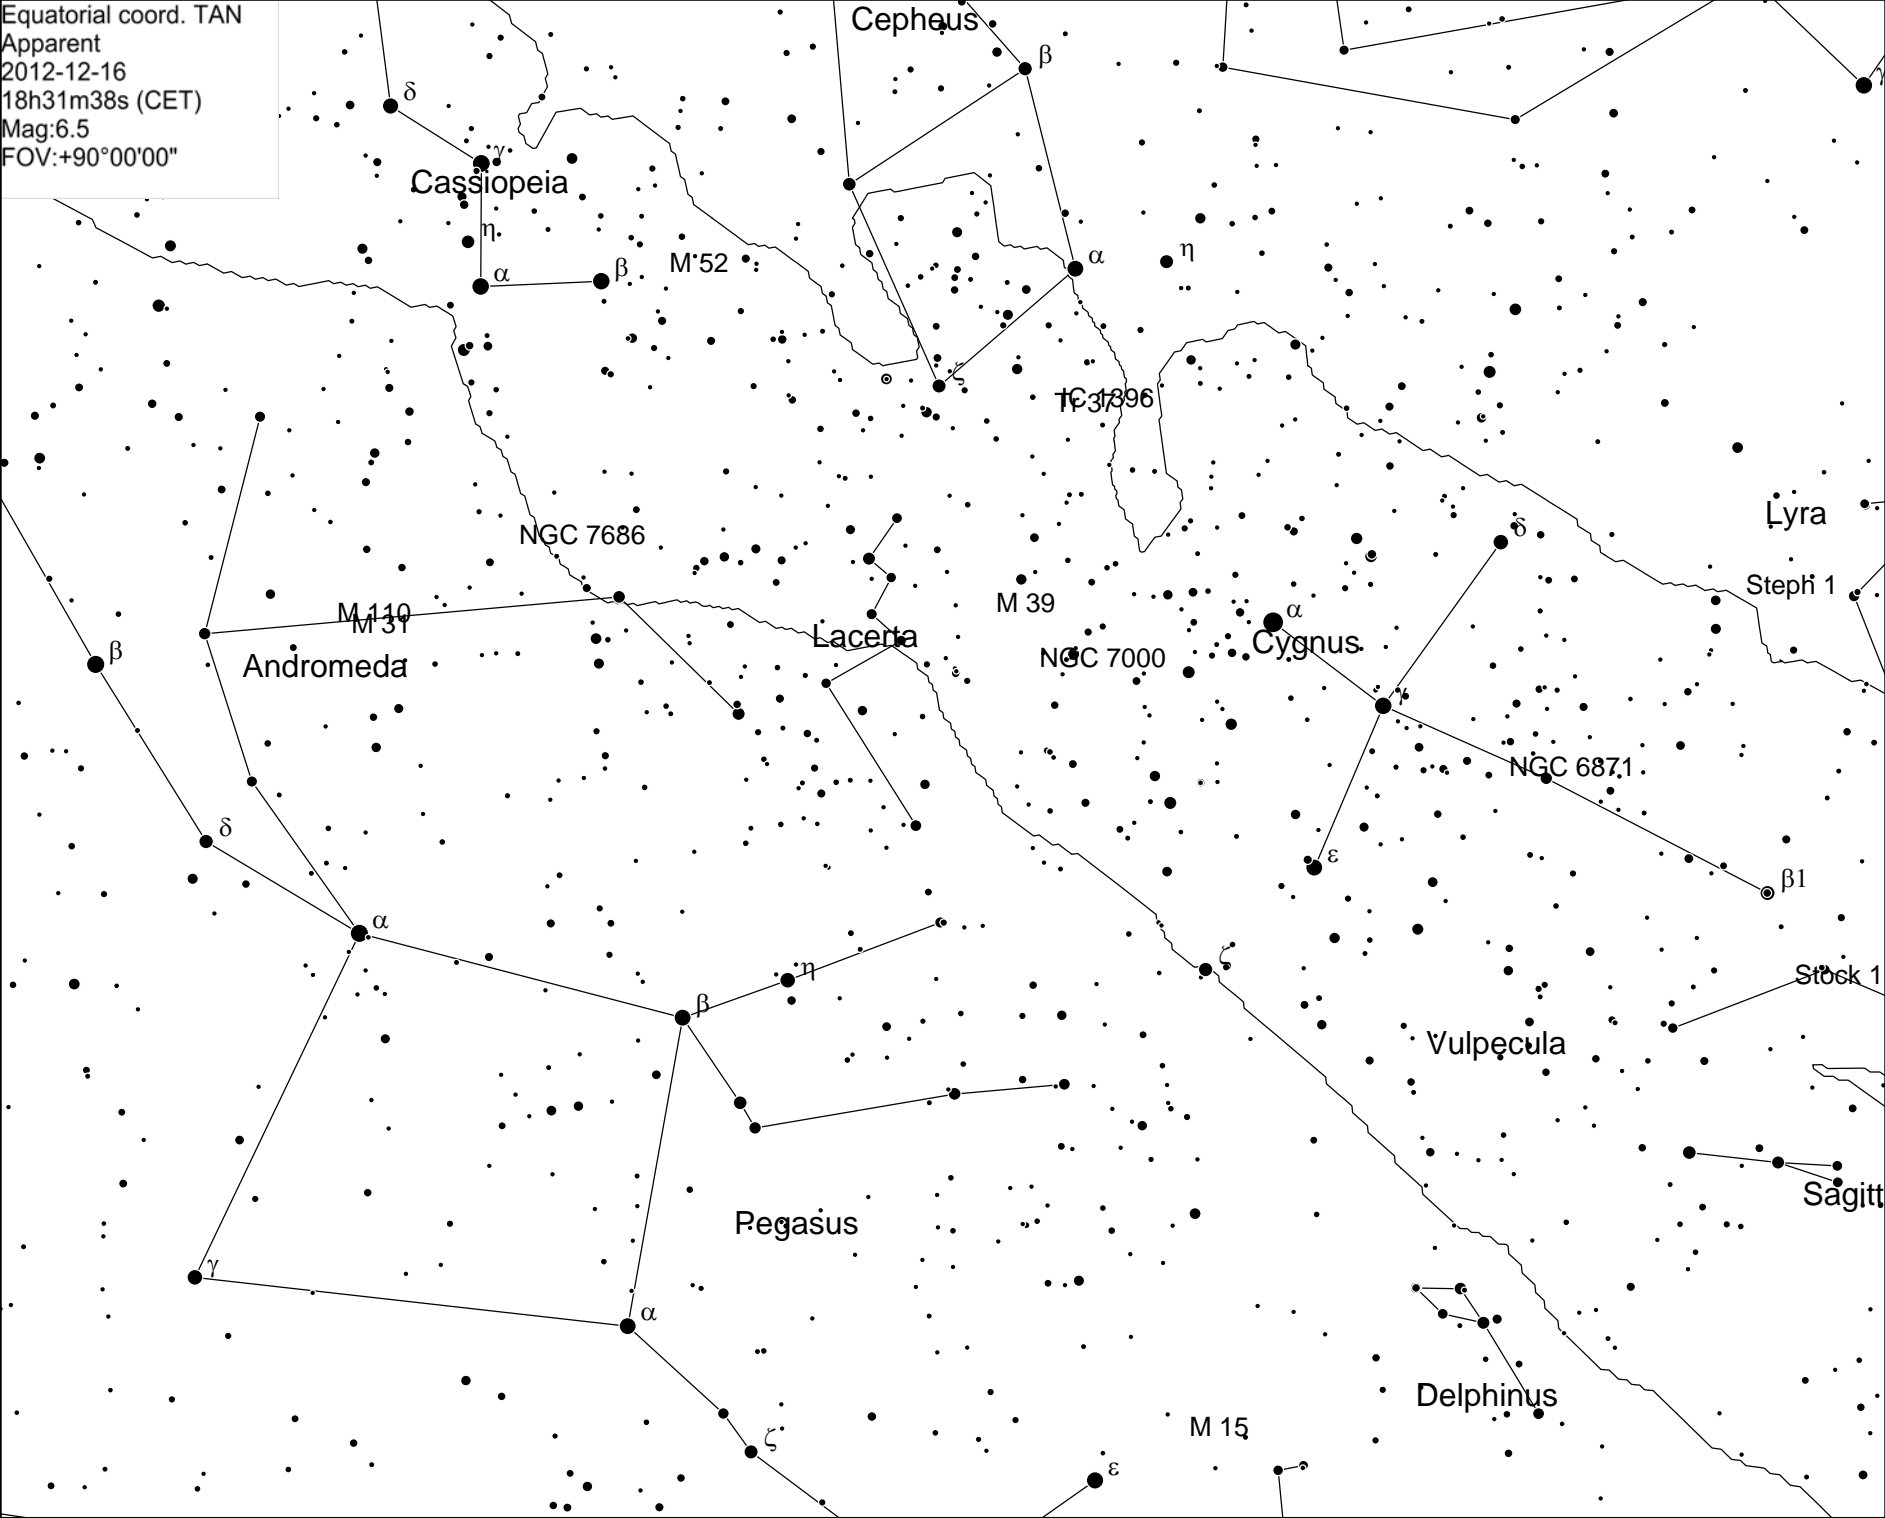 Equatorial coord. TAN
Apparent
2012-12-16
18h31m38s (CET)
Mag:6.5
FOV:+90°00'00"
Cepheus
β
γ
δ
γ
Cassiopeia
η
α
β
M 52
α
η
ζ
IC 1396
Tr 37
Lyra
δ
NGC 7686
Steph 1
M 39
M 110
M 31
α
Lacerta
Cygnus
β
Andromeda
NGC 7000
γ
NGC 6871
δ
ε
β1
α
ζ
η
Stock 1
β
Vulpecula
Sagitt
Pegasus
γ
α
Delphinus
M 15
ζ
ε